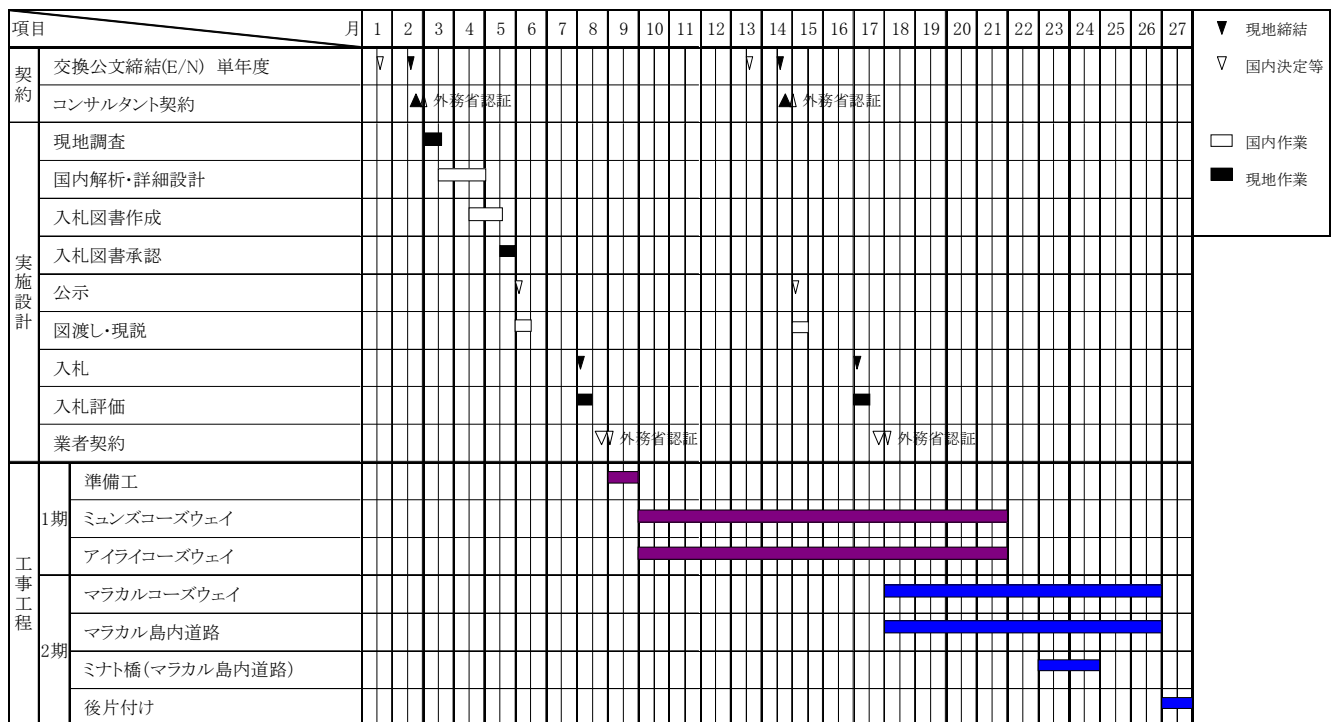 項目 月 1 2 3 4 5 6 7 8 9 10 11 12 13 14 15 16 17 18 19 20 21 22 23 24 25 26 27
契約
交換公文締結(E/N) 単年度
コンサルタント契約 外務省認証 外務省認証
実施設計
現地調査
国内解析・詳細設計
入札図書作成
入札図書承認
公示
図渡し・現説
入札
入札評価
業者契約 外務省認証 外務省認証
工事工程
1期
準備工
ミュンズコーズウェイ
アイライコーズウェイ
2期
マラカルコーズウェイ
マラカル島内道路
ミナト橋(マラカル島内道路)
後片付け
現地締結
国内決定等
国内作業
現地作業